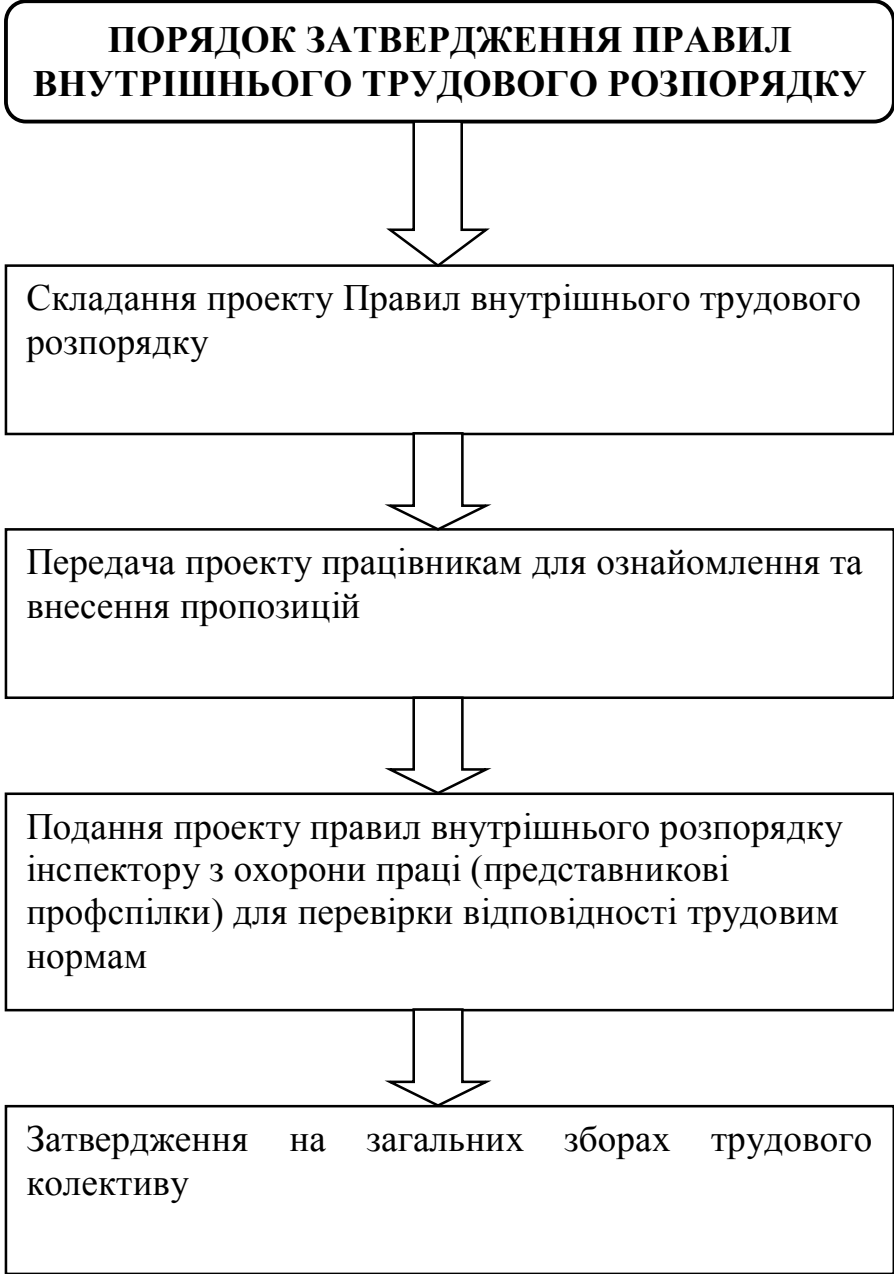 ПОРЯДОК ЗАТВЕРДЖЕННЯ ПРАВИЛ
ВНУТРІШНЬОГО ТРУДОВОГО РОЗПОРЯДКУ
Складання проекту Правил внутрішнього трудового
розпорядку
Передача проекту працівникам для ознайомлення та
внесення пропозицій
Подання проекту правил внутрішнього розпорядку
інспектору з охорони праці (представникові
профспілки) для перевірки відповідності трудовим
нормам
Затвердження на загальних зборах трудового
колективу